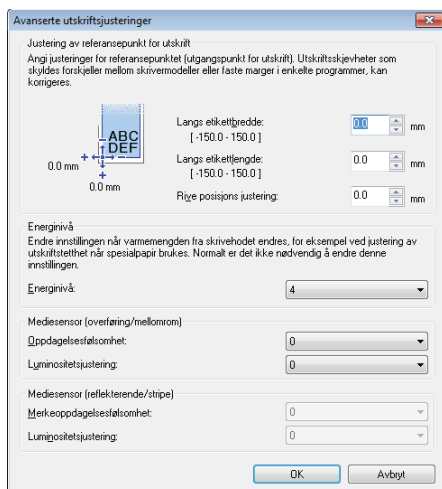 Avanserte utskriftsjusteringer
Justering av referansepunkt for utskrift
Angi justeringer for referansepunktet (utgangspunkt for utskrift). Utskriftsskjevheter som
skyldes forskjeller mellom skrivermodeller eller faste marger i enkelte programmer, kan
korrigeres.
ABC
DEF
0.0 mm
0.0 mm
Langs etikettbredde:
[ -150.0 - 150.0 ]
0.0
mm
Langs etikettlengde:
[ -150.0 - 150.0 ]
0.0
mm
Rive posisjons justering:
0.0
mm
Energinivå
Endre innstillingen når varmemengden fra skrivehodet endres, for eksempel ved justering av
utskriftstetthet når spesialpapir brukes. Normalt er det ikke nødvendig å endre denne
innstillingen.
Energinivå:
4
Mediesensor (overføring/mellomrom)
Oppdagelsesfølsomhet:
0
Luminositetsjustering:
0
Mediesensor (reflekterende/stripe)
Merkeoppdagelsesfølsomhet:
0
Luminositetsjustering:
0
OK
Avbryt